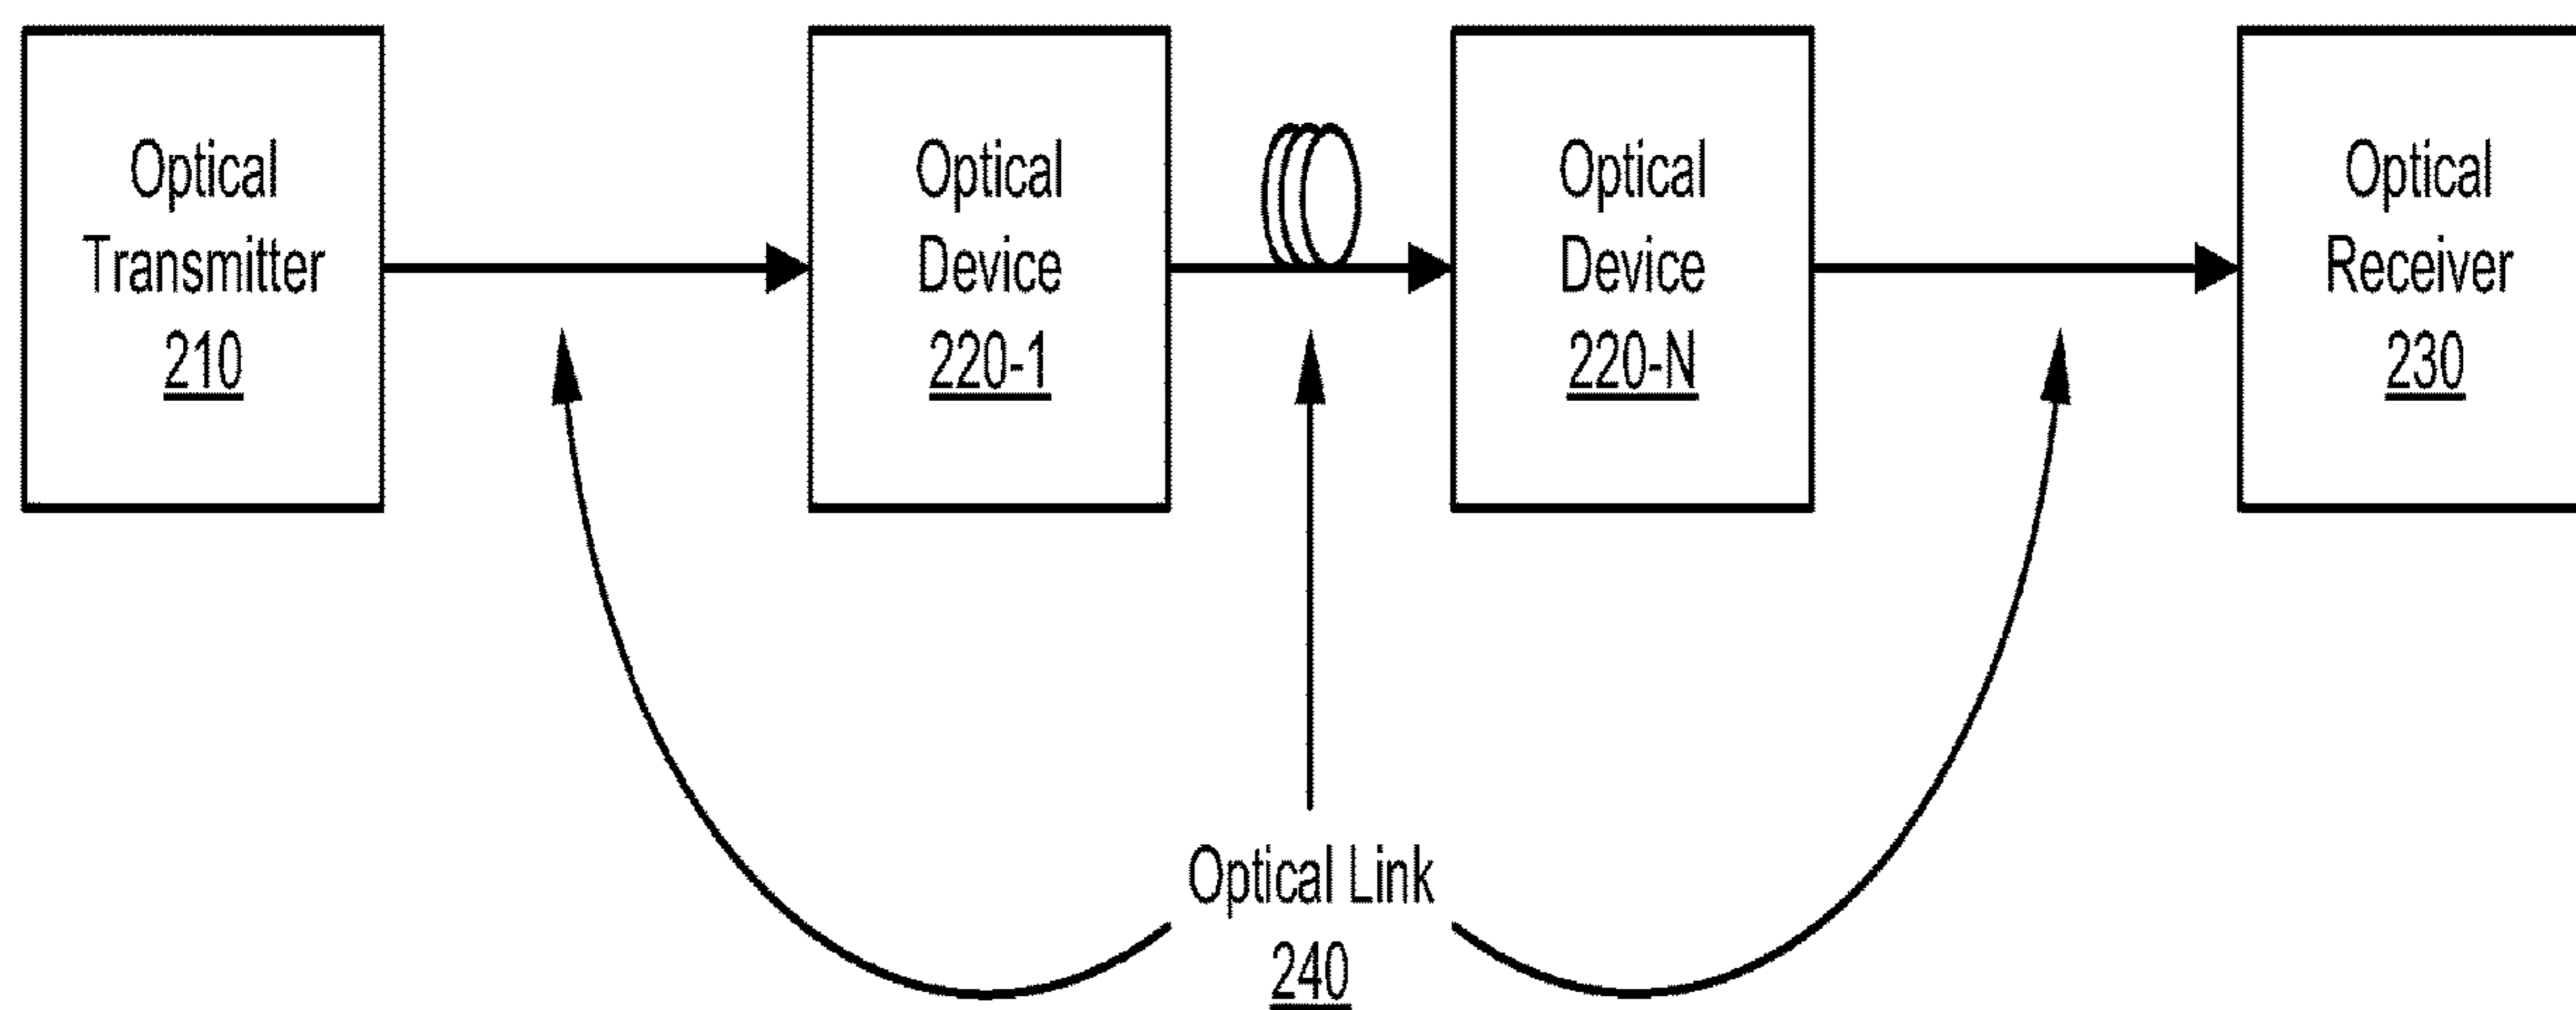 Optical
Transmitter
210
Optical
Device
220-1
Optical
Device
220-N
Optical
Receiver
230
Optical Link
240